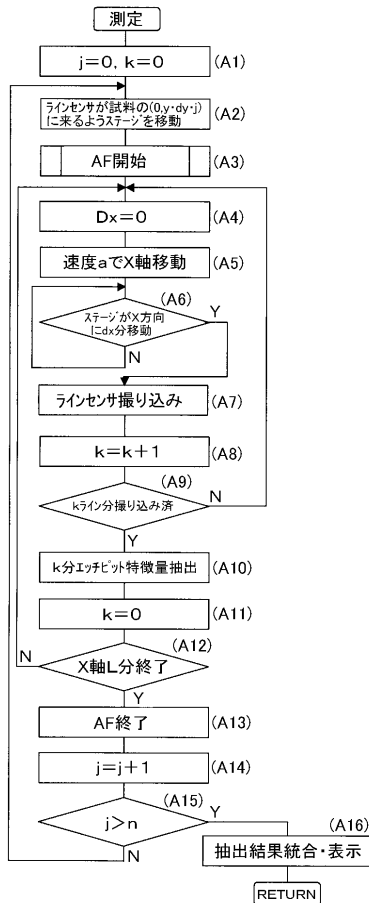 測定
j=0, k=0
(A1)
ラインセンサが試料の(0,y・dy・j)
に来るようステージを移動
(A2)
AF開始
(A3)
Dx=0
(A4)
速度aでX軸移動
(A5)
(A6)
ステージがX方向
にdx分移動
Y
N
ラインセンサ撮り込み
(A7)
k=k+1
(A8)
(A9)
kライン分撮り込み済
N
Y
k分エッチピット特徴量抽出
(A10)
k=0
(A11)
(A12)
N
X軸L分終了
Y
AF終了
(A13)
j=j+1
(A14)
(A15)
j>n
Y
N
(A16)
抽出結果統合・表示
RETURN